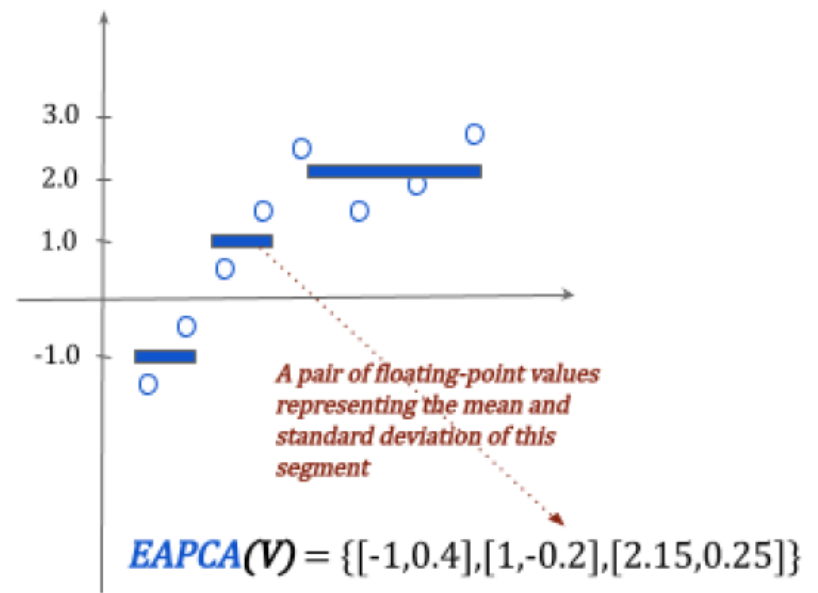 3.0
2.0
1.0
-1.0
A pair of floating-point values
representing the mean and
standard deviation of this
segment
EAPCA(V) = {[-1,0.4],[1,-0.2],[2.15,0.25]}